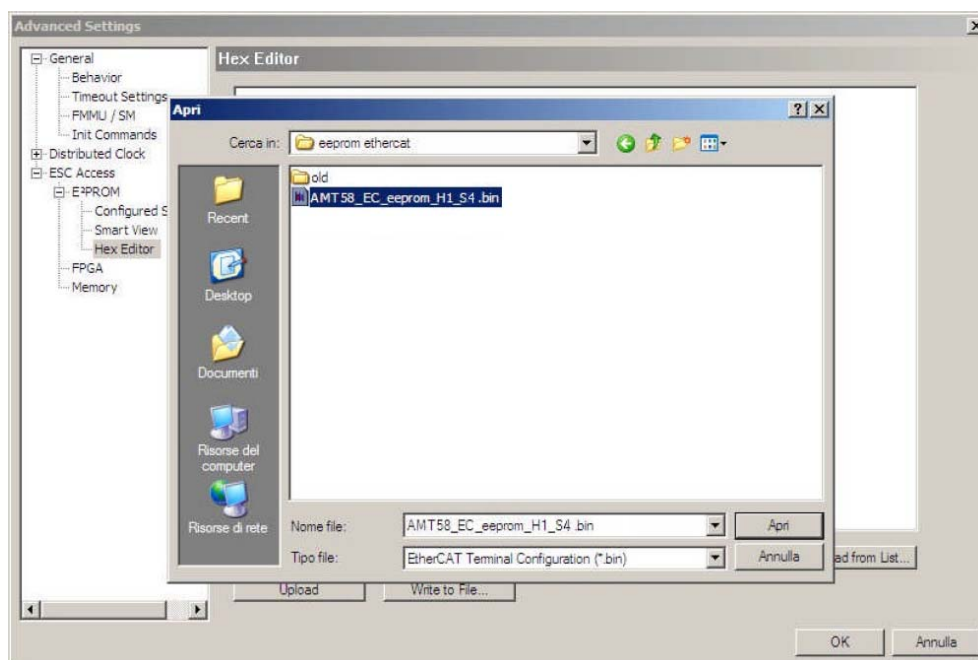 Advanced Settings
General
Behavior
Timeout Settings
FMMU / SM
Init Commands
Distributed Clock
ESC Access
E²PROM
Configured S
Smart View
Hex Editor
FPGA
Memory
Hex Editor
Apri
Cerca in:
eeprom ethercat
Recent
Desktop
Documenti
Risorse del
computer
Risorse di rete
old
AMT58_EC_eeprom_H1_S4.bin
Nome file:
AMT58_EC_eeprom_H1_S4.bin
Apri
Tipo file:
EtherCAT Terminal Configuration (*.bin)
Annulla
ad from List...
Upload
Write to File...
OK
Annulla